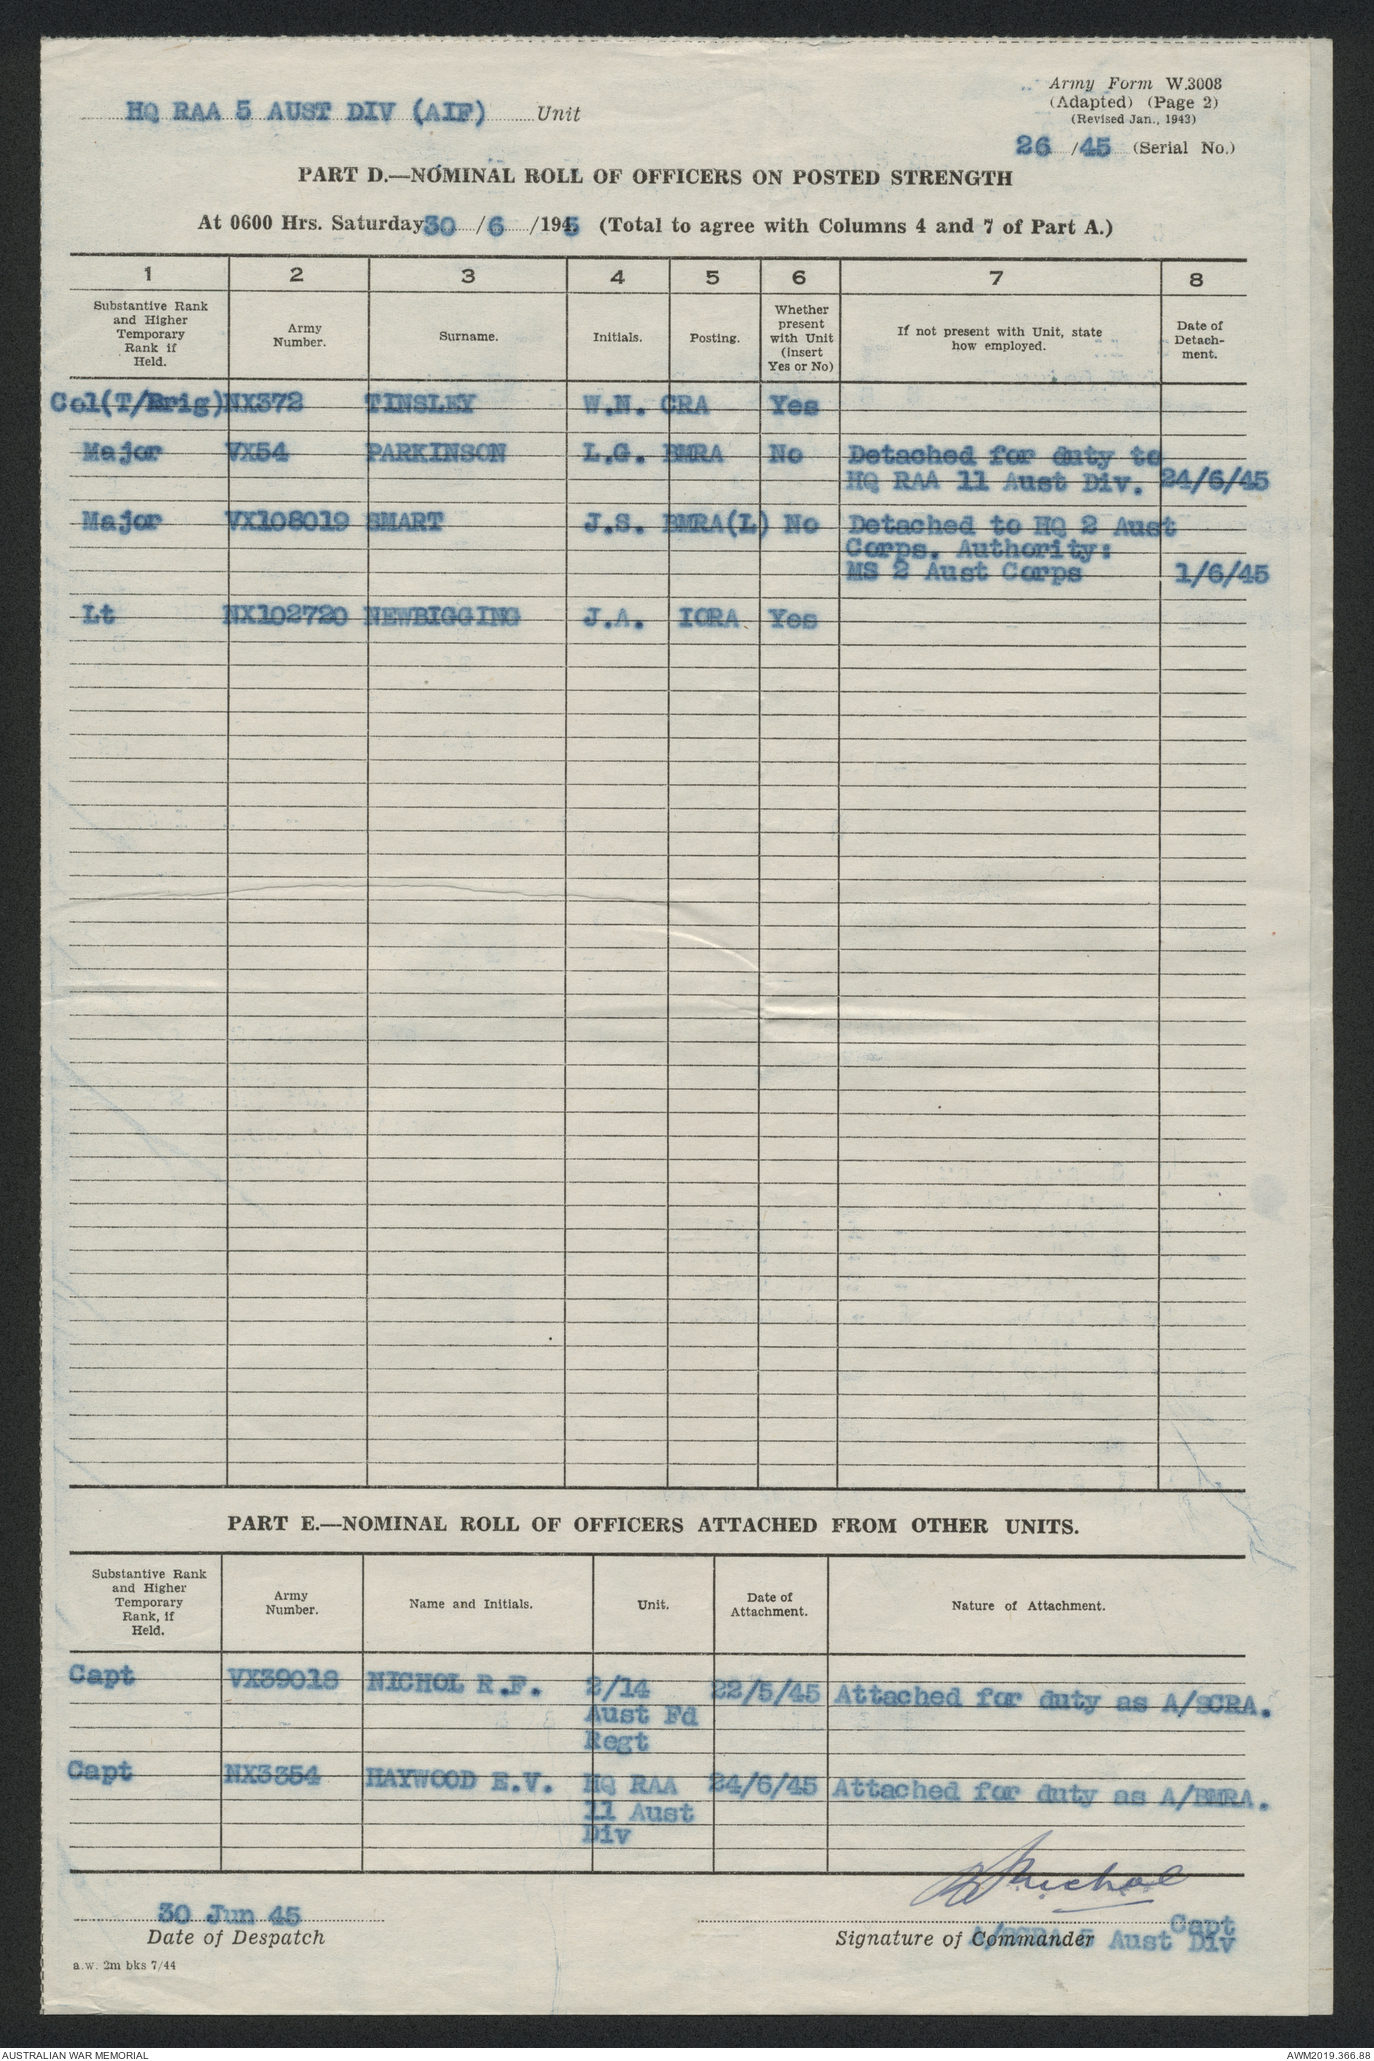 HQ RAA 5 AUST DIV (AIF) Unit
Army Form W.3008
(Adapted) (Page 2)
(Revised Jan., 1943)
26 / 45 (Serial No.)
PART D.—NOMINAL ROLL OF OFFICERS ON POSTED STRENGTH
At 0600 Hrs. Saturday 30 / 6 / 1945 (Total to agree with Columns 4 and 7 of Part A.)
1 2 3 4 5 6 7 8
Substantive Rank and Higher Temporary Rank if Held. Army Number. Surname. Initials. Posting. Whether present with Unit (Insert Yes or No) If not present with Unit, state how employed. Date of Detach-ment.
Col(T/Brig) NX372 TINSLEY W.N. CRA Yes
Major VX54 PARKINSON L.G. BMRA No Detached for duty to
HQ RAA 11 Aust Div. 24/6/45
Major VX108019 SMART J.S. BMRA(L) No Detached to HQ 2 Aust
Corps. Authority:
MS 2 Aust Corps 1/6/45
Lt NX102720 NEWBIGGING J.A. IORA Yes
PART E.—NOMINAL ROLL OF OFFICERS ATTACHED FROM OTHER UNITS.
Substantive Rank and Higher Temporary Rank, if Held. Army Number. Name and Initials. Unit. Date of Attachment. Nature of Attachment.
Capt VX39018 NICHOL R.F. 2/14 22/5/45 Attached for duty as A/SCRA.
Aust Fd
Regt
Capt NX3354 HAYWOOD E.V. HQ RAA 24/6/45 Attached for duty as A/BMRA.
11 Aust
Div
R Nichol
30 Jun 45 Capt
Date of Despatch Signature of Commander A/SCRA 5 Aust Div
a.w. 2m bks 7/44
AUSTRALIAN WAR MEMORIAL AWM2019.366.88